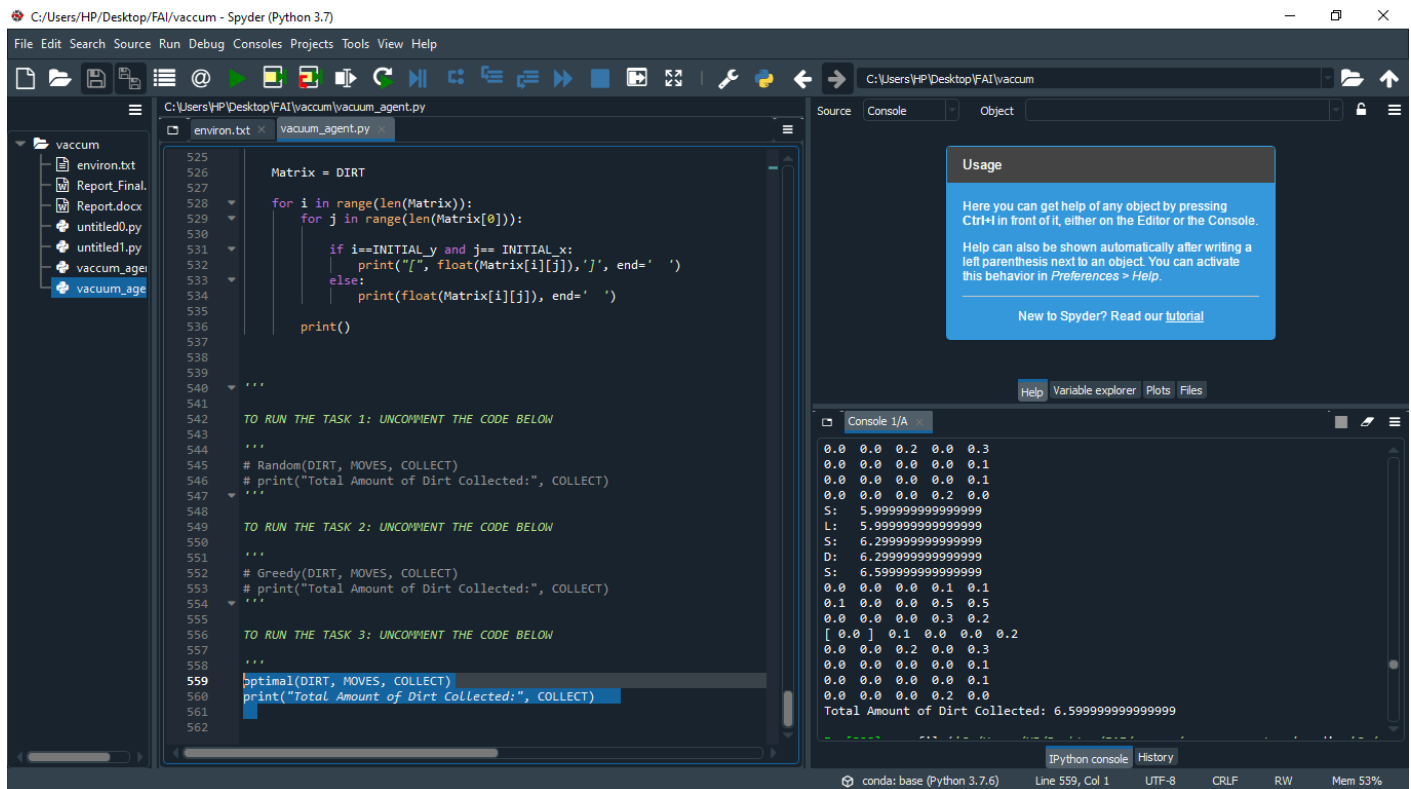 C:/Users/HP/Desktop/FAI/vaccum - Spyder (Python 3.7)
File Edit Search Source Run Debug Consoles Projects Tools View Help
C:\Users\HP\Desktop\FAI\vaccum
C:\Users\HP\Desktop\FAI\vaccum\vacuum_agent.py
environ.txt
vacuum_agent.py
vaccum
environ.txt
Report_Final.
Report.docx
untitled0.py
untitled1.py
vaccum_age
vacuum_age
525
526 Matrix = DIRT
527
528 for i in range(len(Matrix)):
529 for j in range(len(Matrix[0])):
530
531 if i==INITIAL_y and j== INITIAL_x:
532 print("[", float(Matrix[i][j]),']', end='  ')
533 else:
534 print(float(Matrix[i][j]), end='  ')
535
536 print()
537
538
539
540 '''
541
542 TO RUN THE TASK 1: UNCOMMENT THE CODE BELOW
543
544 '''
545 # Random(DIRT, MOVES, COLLECT)
546 # print("Total Amount of Dirt Collected:", COLLECT)
547 '''
548
549 TO RUN THE TASK 2: UNCOMMENT THE CODE BELOW
550
551 '''
552 # Greedy(DIRT, MOVES, COLLECT)
553 # print("Total Amount of Dirt Collected:", COLLECT)
554 '''
555
556 TO RUN THE TASK 3: UNCOMMENT THE CODE BELOW
557
558 '''
559 optimal(DIRT, MOVES, COLLECT)
560 print("Total Amount of Dirt Collected:", COLLECT)
561
562
Source Console Object
Usage
Here you can get help of any object by pressing
Ctrl+I in front of it, either on the Editor or the Console.
Help can also be shown automatically after writing a
left parenthesis next to an object. You can activate
this behavior in Preferences > Help.
New to Spyder? Read our tutorial
Help Variable explorer Plots Files
Console 1/A
0.0 0.0 0.2 0.0 0.3
0.0 0.0 0.0 0.0 0.1
0.0 0.0 0.0 0.0 0.1
0.0 0.0 0.0 0.2 0.0
S: 5.999999999999999
L: 5.999999999999999
S: 6.299999999999999
D: 6.299999999999999
S: 6.599999999999999
0.0 0.0 0.0 0.1 0.1
0.1 0.0 0.0 0.5 0.5
0.0 0.0 0.0 0.3 0.2
[ 0.0 ] 0.1 0.0 0.0 0.2
0.0 0.0 0.2 0.0 0.3
0.0 0.0 0.0 0.0 0.1
0.0 0.0 0.0 0.0 0.1
0.0 0.0 0.0 0.2 0.0
Total Amount of Dirt Collected: 6.599999999999999
IPython console History
conda: base (Python 3.7.6) Line 559, Col 1 UTF-8 CRLF RW Mem 53%